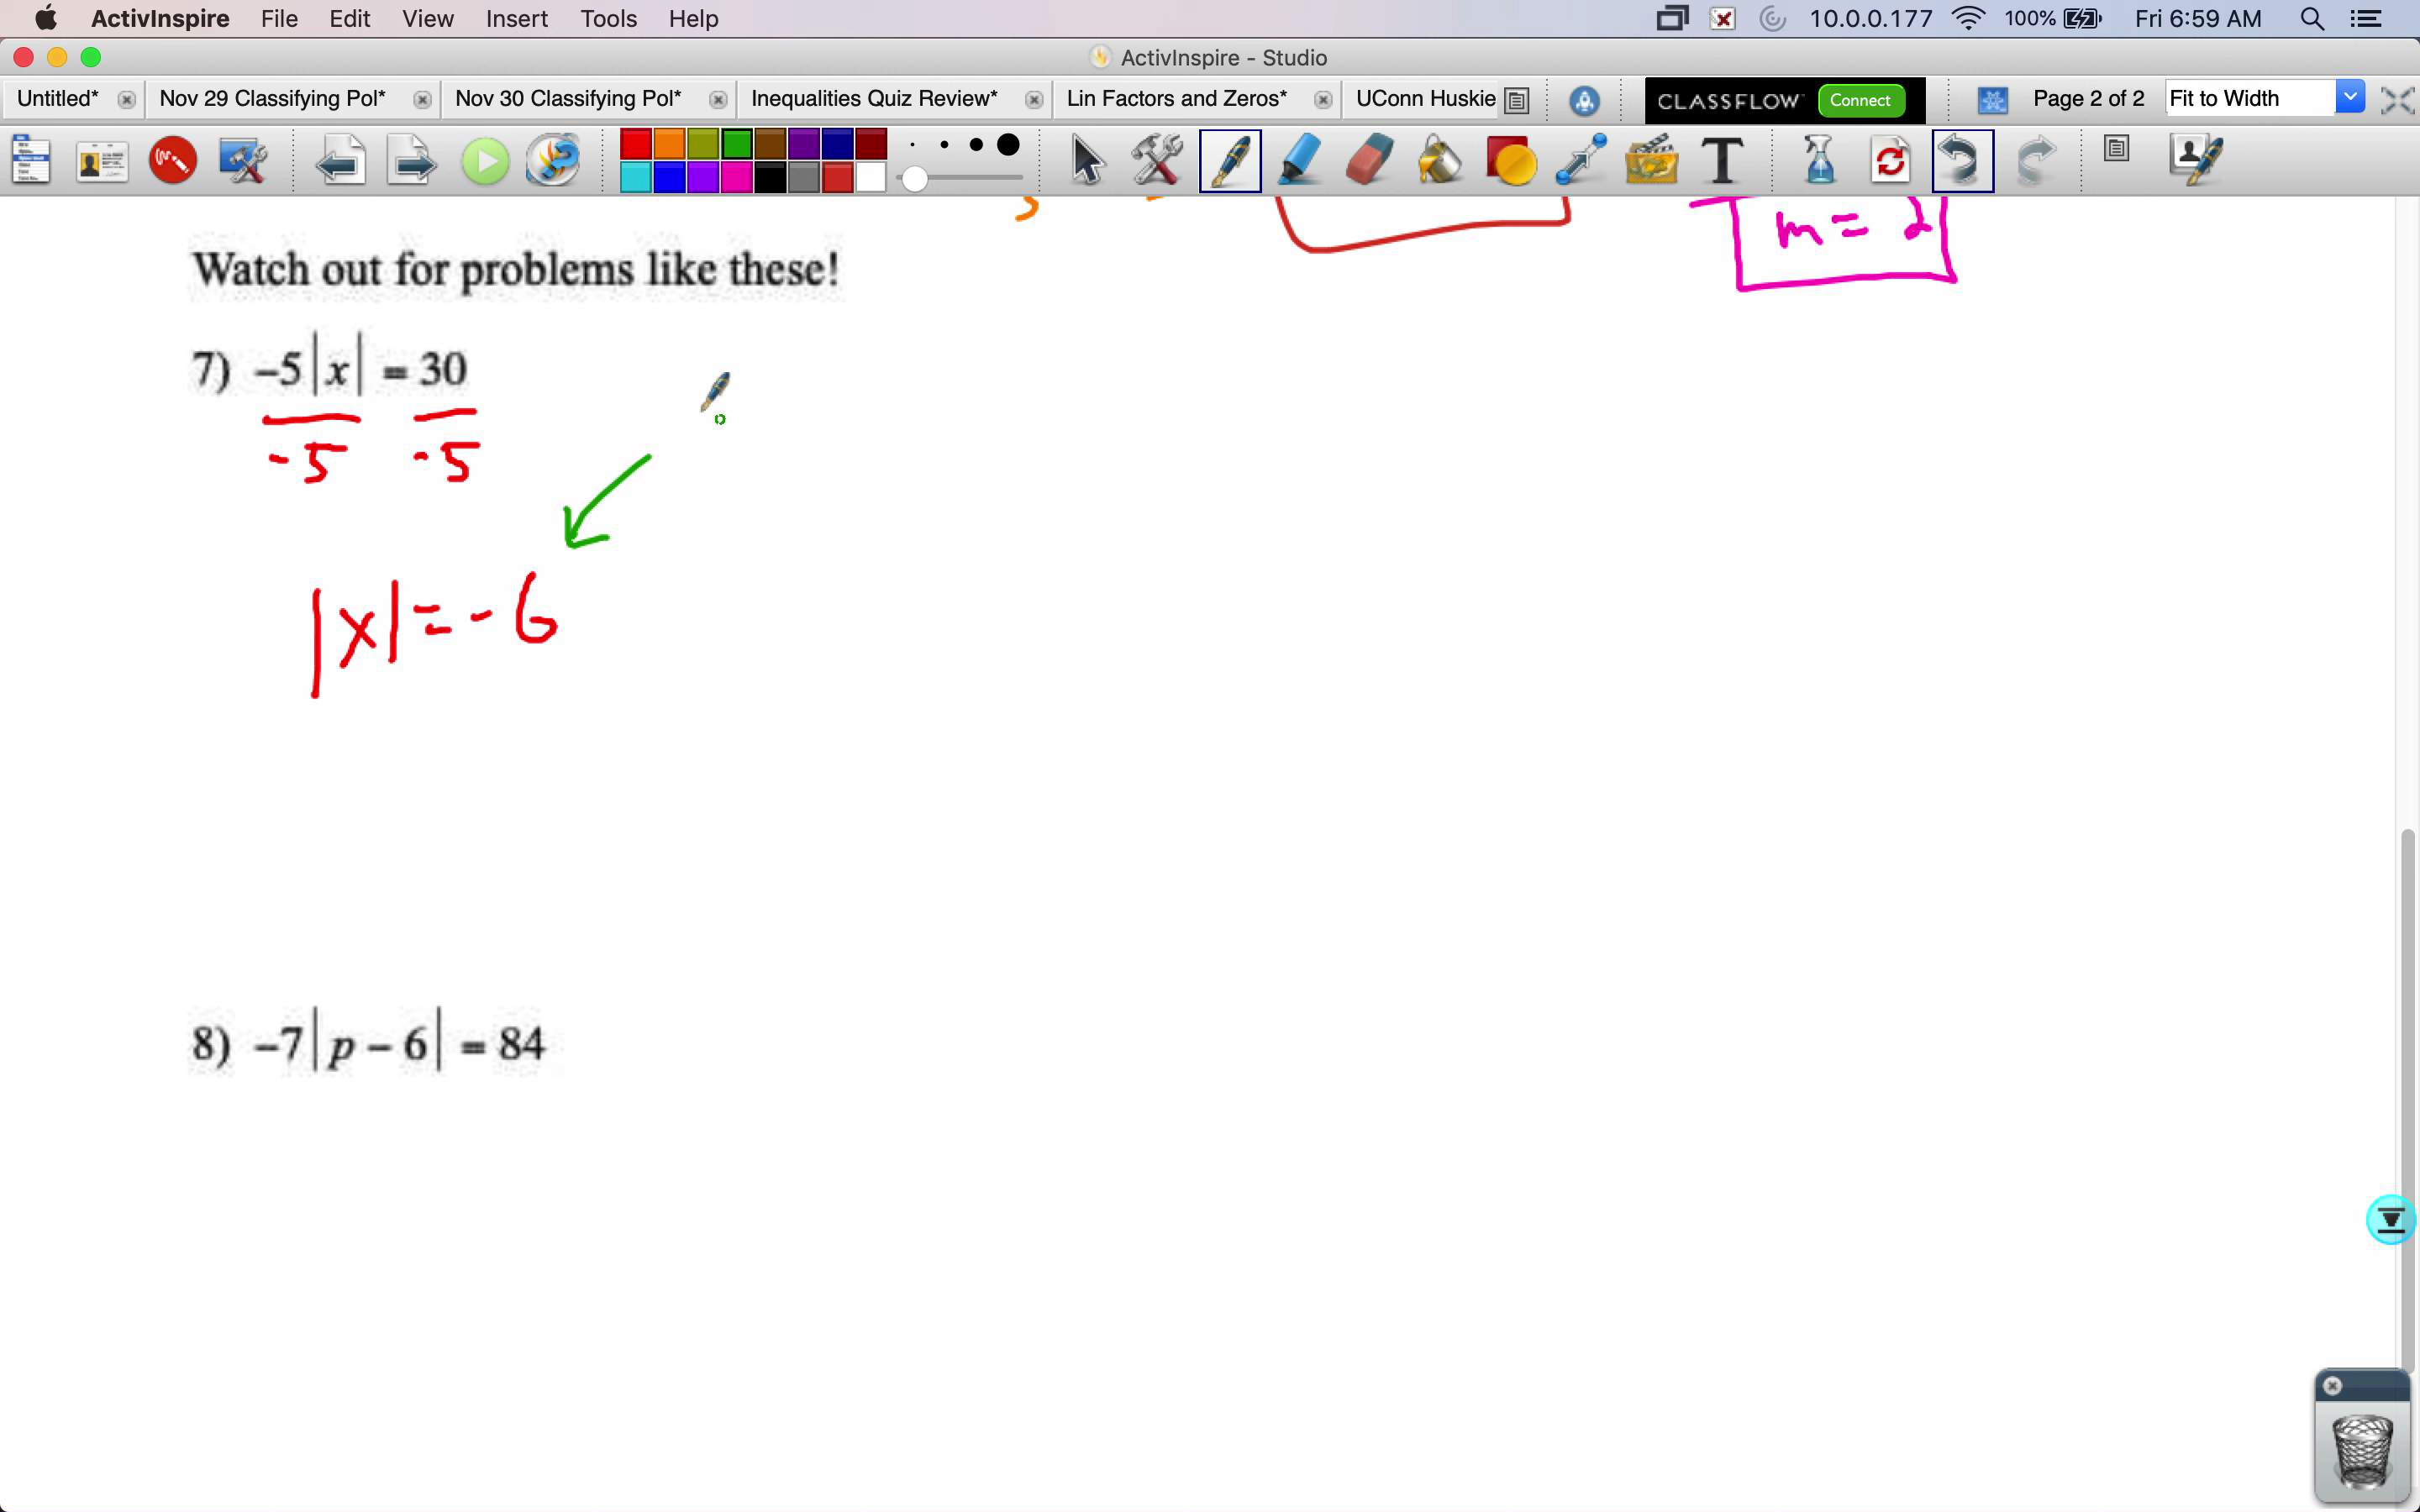 ActivInspire File Edit View Insert Tools Help 10.0.0.177 100% Fri 6:59 AM
ActivInspire - Studio
Untitled* Nov 29 Classifying Pol* Nov 30 Classifying Pol* Inequalities Quiz Review* Lin Factors and Zeros* UConn Huskie CLASSFLOW Connect Page 2 of 2 Fit to Width
T
m =
Watch out for problems like these!
7) -5|x| = 30
-5 -5
|x| = -6
8) -7|p - 6| = 84